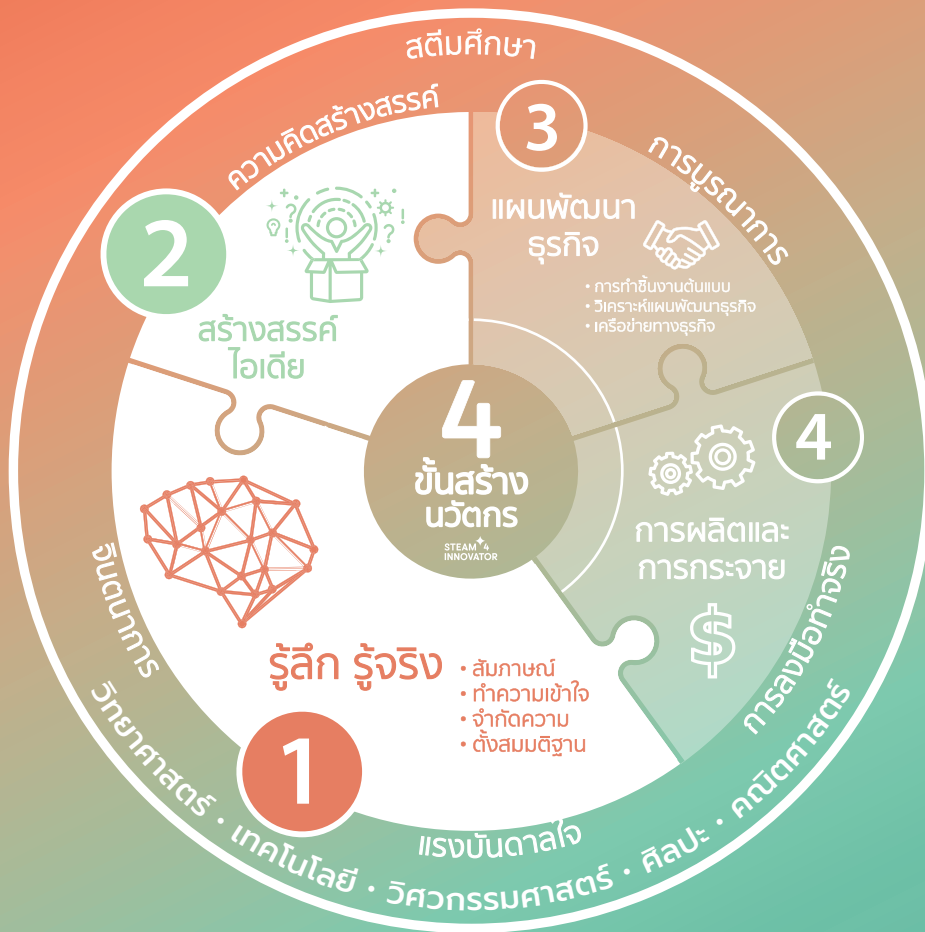 สตีมศึกษา
ความคิดสร้างสรรค์
การบูรณาการ
3
แผนพัฒนา
ธุรกิจ
• การทำชิ้นงานต้นแบบ
• วิเคราะห์แผนพัฒนาธุรกิจ
• เครือข่ายทางธุรกิจ
2
? ! ? !
สร้างสรรค์
ไอเดีย
4
ขั้นสร้าง
นวัตกร
STEAM 4
INNOVATOR
4
การผลิตและ
การกระจาย
$
การลงมือทำจริง
จินตนาการ
รู้ลึก รู้จริง
• สัมภาษณ์
• ทำความเข้าใจ
• จำกัดความ
• ตั้งสมมติฐาน
1
แรงบันดาลใจ
วิทยาศาสตร์ • เทคโนโลยี • วิศวกรรมศาสตร์ • ศิลปะ • คณิตศาสตร์